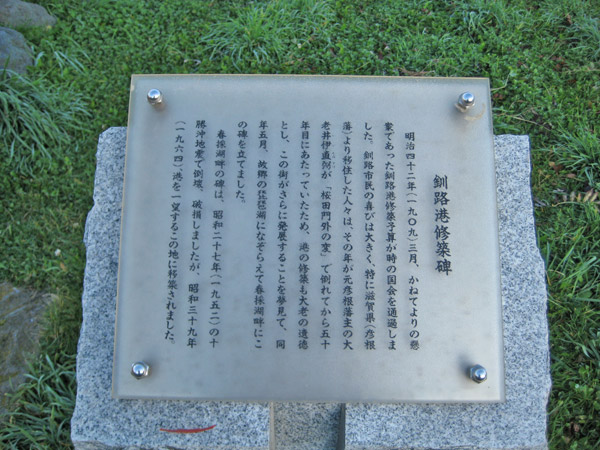 釧路港修築碑
明治四十二年（一九〇九）三月、かねてよりの懸
案であった釧路港修築予算が時の国会を通過しま
した。釧路市民の喜びは大きく、特に滋賀県（彦根
藩）より移住した人々は、その年が元彦根藩主の大
老井伊直弼が「桜田門外の変」で倒れてから五十
年目にあたっていたため、港の修築も大老の遺徳
とし、この街がさらに発展することを夢見て、同
年五月、故郷の琵琶湖になぞらえて春採湖畔にこ
の碑を立てました。
春採湖畔の碑は、昭和二十七年（一九五二）の十
勝沖地震で倒壊、破損しましたが、昭和三十九年
（一九六四）港を一望するこの地に移築されました。